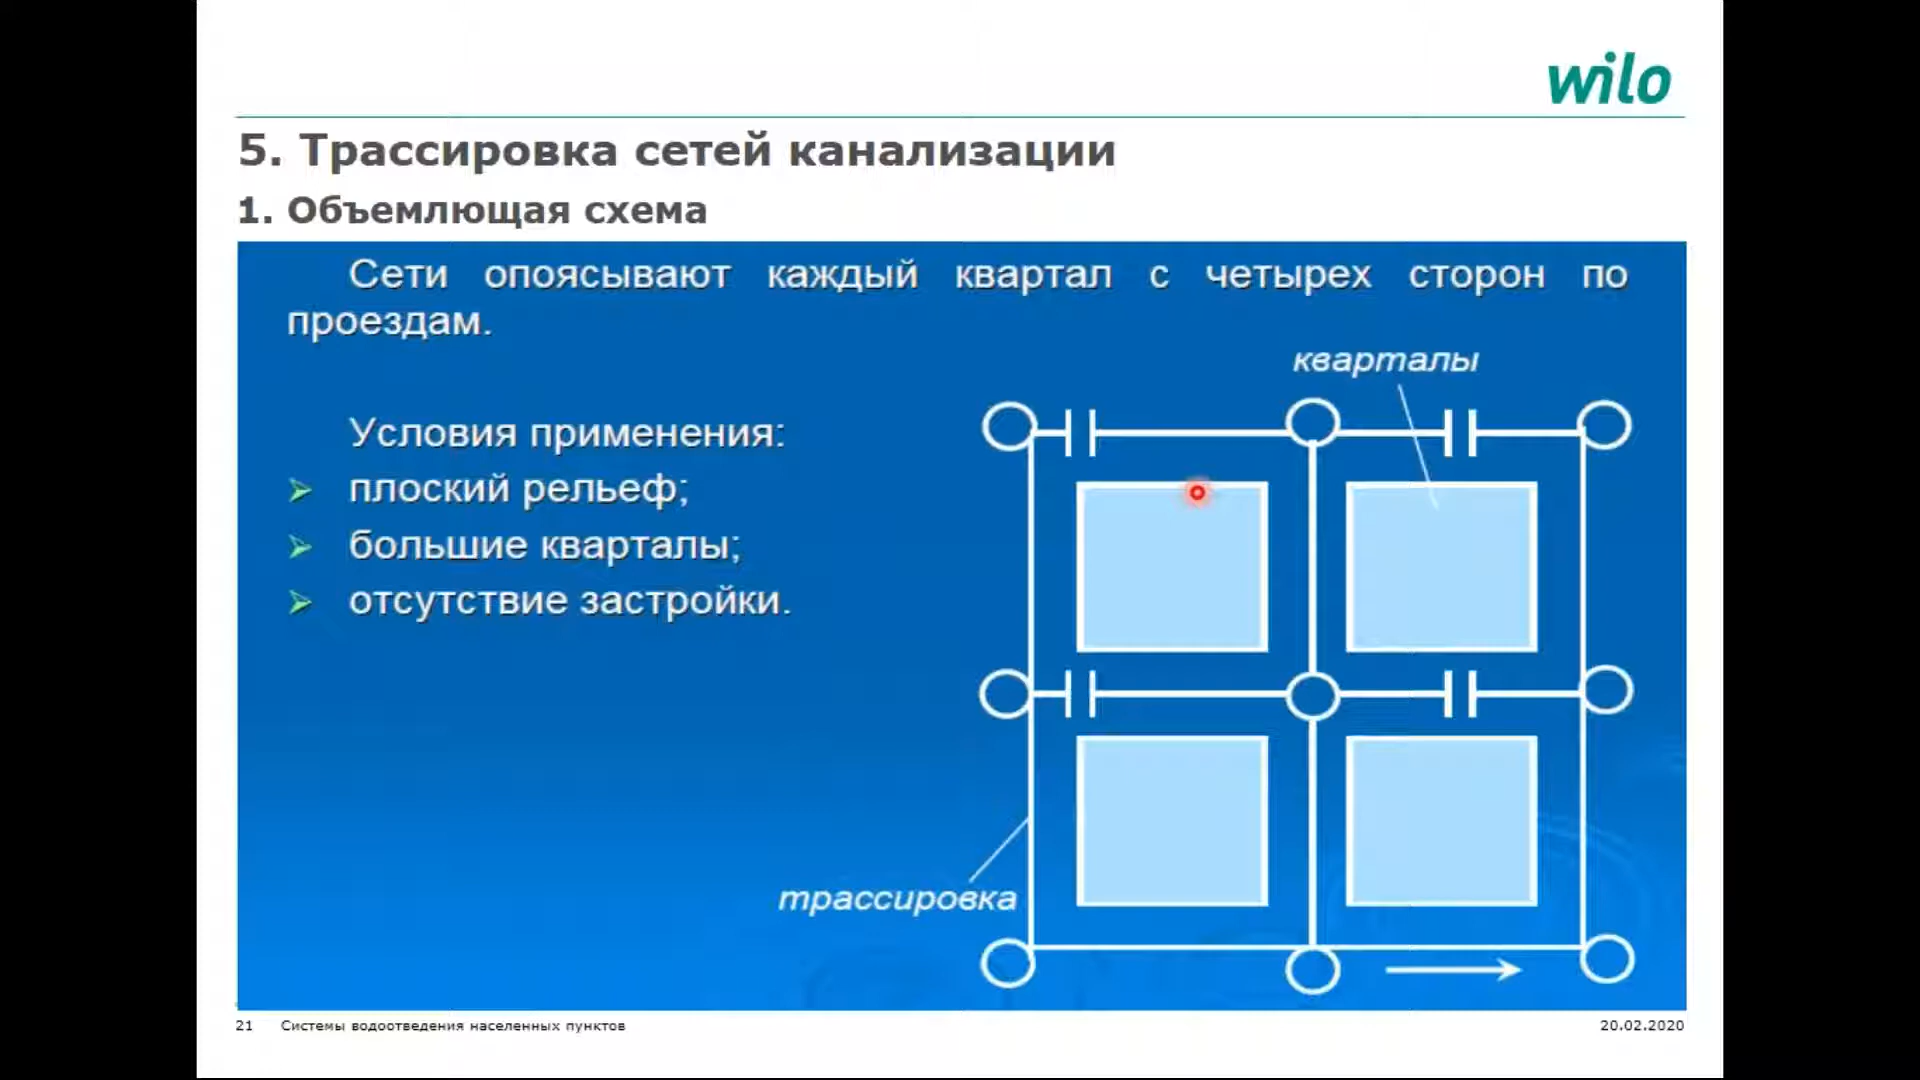 wilo
5. Трассировка сетей канализации
1. Объемлющая схема
Сети опоясывают каждый квартал с четырех сторон по
проездам.
кварталы
Условия применения:
плоский рельеф;
большие кварталы;
отсутствие застройки.
трассировка
21 Системы водоотведения населенных пунктов
20.02.2020